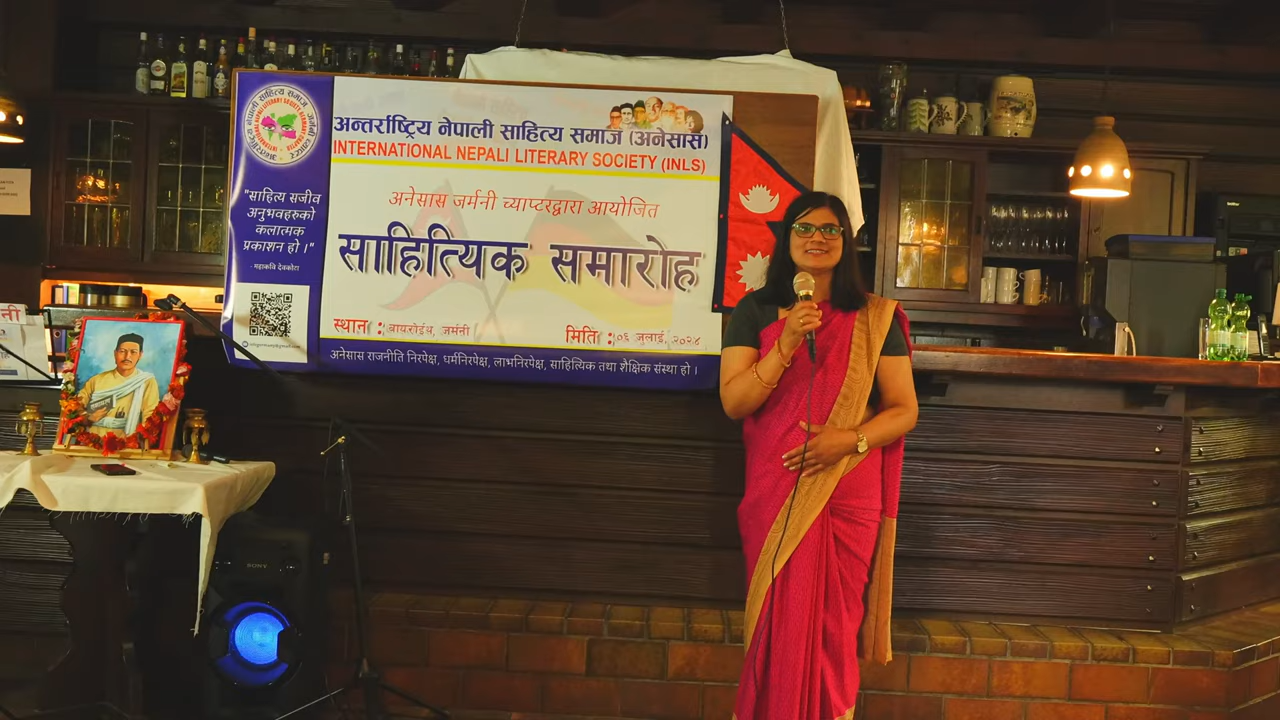 अन्तर्राष्ट्रिय नेपाली साहित्य समाज (अनेसास)
INTERNATIONAL NEPALI LITERARY SOCIETY (INLS)
अनेसास जर्मनी च्याप्टरद्वारा आयोजित
साहित्यिक समारोह
स्थान : जर्मनी
मिति : ०६ जुलाई, २०२४
अनेसास राजनीति निरपेक्ष, धर्मनिरपेक्ष, लाभनिरपेक्ष, साहित्यिक तथा शैक्षिक संस्था हो ।
"साहित्य सजीव
अनुभवहरुको
कलात्मक
प्रकाशन हो ।"
- महाकवि देवकोटा
SONY